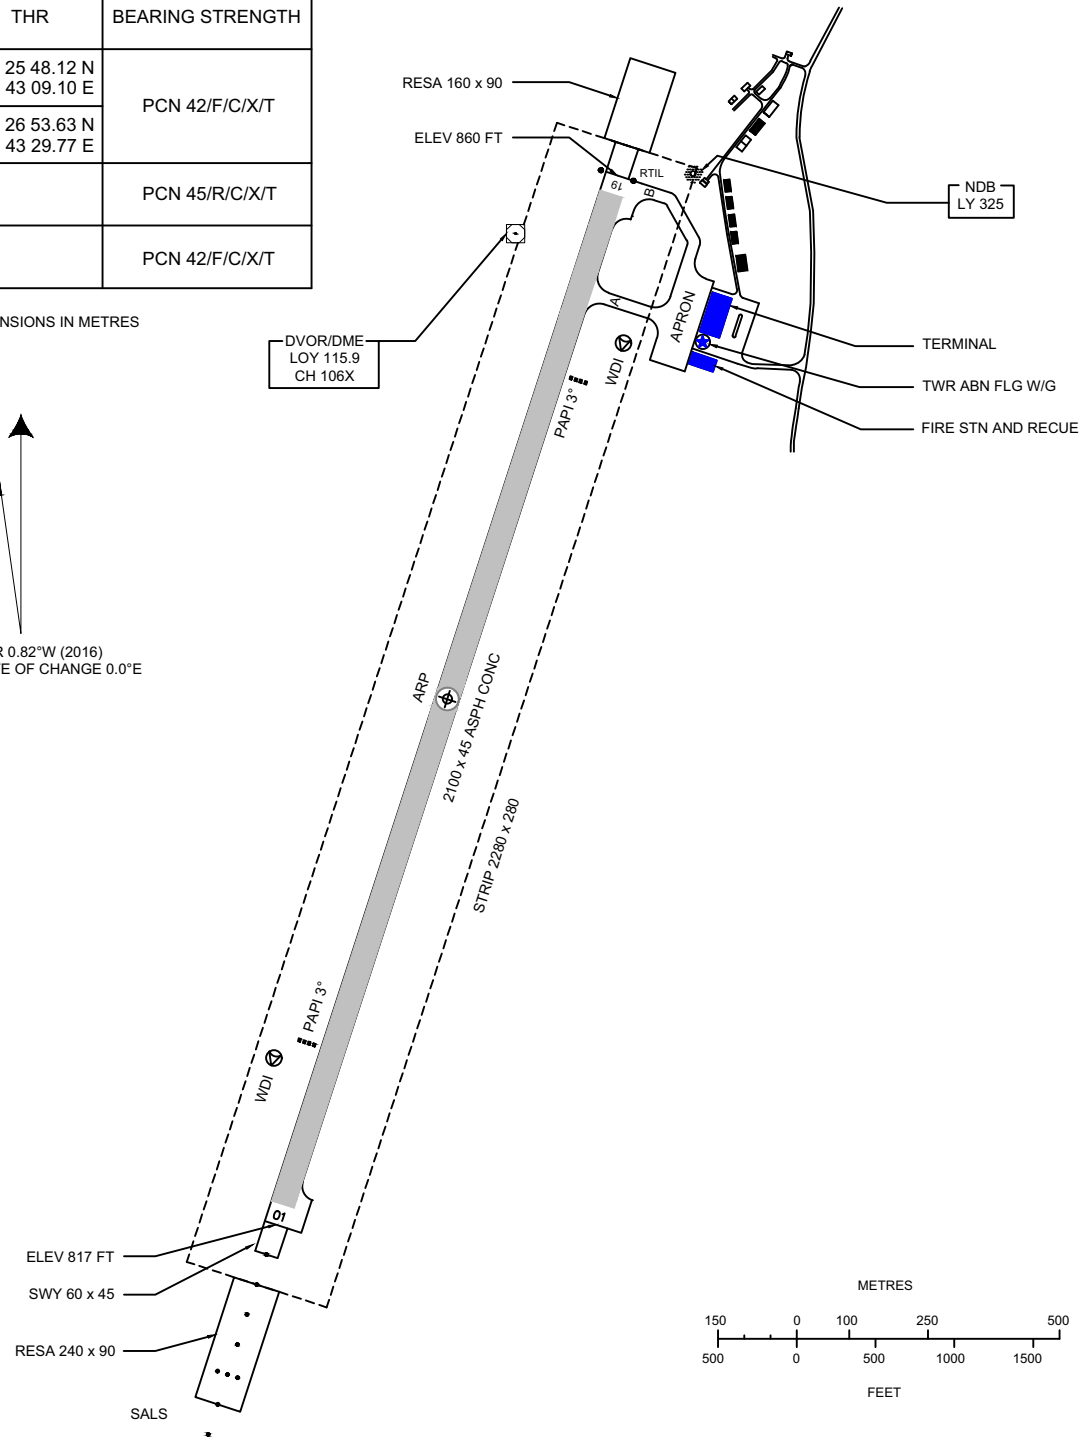 THR BEARING STRENGTH
25 48.12 N
43 09.10 E
PCN 42/F/C/X/T
26 53.63 N
43 29.77 E
PCN 45/R/C/X/T
PCN 42/F/C/X/T
NSIONS IN METRES
RESA 160 x 90
ELEV 860 FT
RTIL
19
B
NDB
LY 325
DVOR/DME
LOY 115.9
CH 106X
A
APRON
WDI
PAPI 3°
TERMINAL
TWR ABN FLG W/G
FIRE STN AND RECUE
R 0.82°W (2016)
E OF CHANGE 0.0°E
ARP
2100 x 45 ASPH CONC
STRIP 2280 x 280
PAPI 3°
WDI
01
ELEV 817 FT
SWY 60 x 45
RESA 240 x 90
SALS
METRES
150 0 100 250 500
500 0 500 1000 1500
FEET